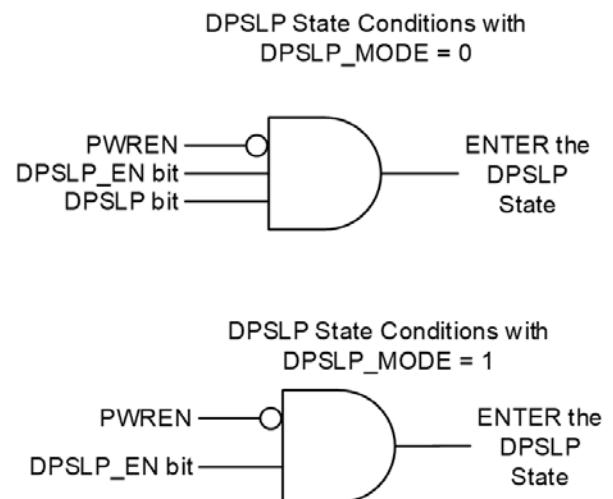 DPSLP State Conditions with
DPSLP_MODE = 0
PWREN
DPSLP_EN bit
DPSLP bit
ENTER the
DPSLP
State
DPSLP State Conditions with
DPSLP_MODE = 1
PWREN
DPSLP_EN bit
ENTER the
DPSLP
State